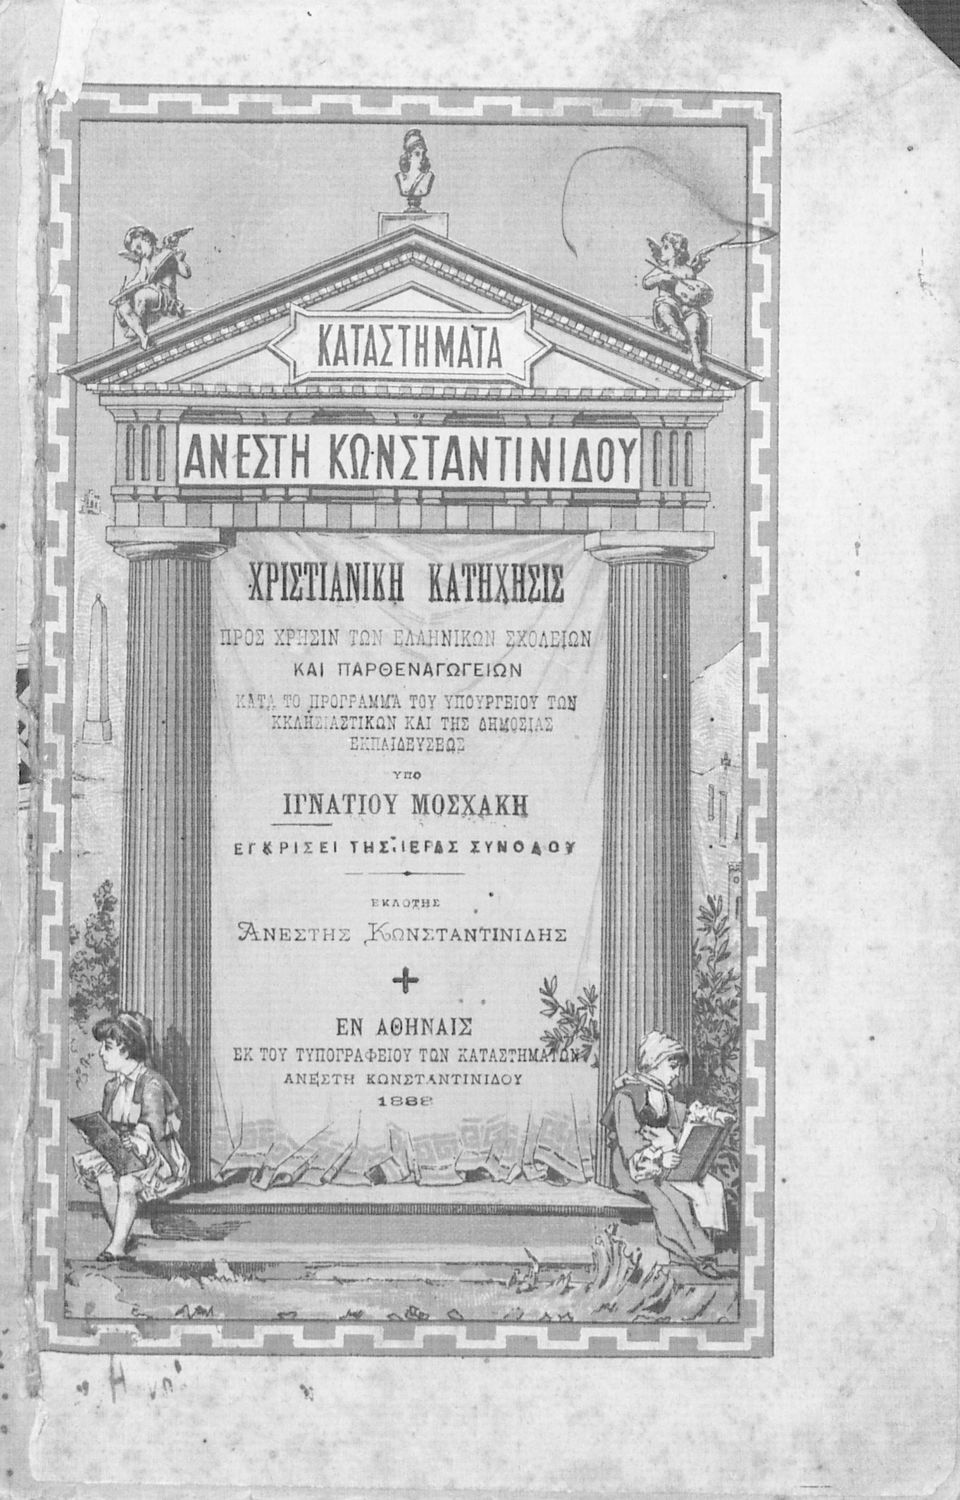 ΚΑΤΑΣΤΗΜΑΤΑ
ΑΝΕΣΤΗ ΚΩΝΣΤΑΝΤΙΝΙΔΟΥ
ΧΡΙΣΤΙΑΝΙΚΗ ΚΑΤΗΧΗΣΙΣ
ΠΡΟΣ ΧΡΗΣΙΝ ΤΩΝ ΕΛΛΗΝΙΚΩΝ ΣΧΟΛΕΙΩΝ
ΚΑΙ ΠΑΡΘΕΝΑΓΩΓΕΙΩΝ
ΚΑΤΑ ΤΟ ΠΡΟΓΡΑΜΜΑ ΤΟΥ ΥΠΟΥΡΓΕΙΟΥ ΤΩΝ
ΚΚΛΗΣΙΑΣΤΙΚΩΝ ΚΑΙ ΤΗΣ ΔΗΜΟΣΙΑΣ
ΕΚΠΑΙΔΕΥΣΕΩΣ
ΥΠΟ
ΙΓΝΑΤΙΟΥ ΜΟΣΧΑΚΗ
ΕΓΚΡΙΣΕΙ ΤΗΣ ΙΕΡΑΣ ΣΥΝΟΔΟΥ
ΕΚΔΟΤΗΣ
ΑΝΕΣΤΗΣ ΚΩΝΣΤΑΝΤΙΝΙΔΗΣ
ΕΝ ΑΘΗΝΑΙΣ
ΕΚ ΤΟΥ ΤΥΠΟΓΡΑΦΕΙΟΥ ΤΩΝ ΚΑΤΑΣΤΗΜΑΤΩΝ
ΑΝΕΣΤΗ ΚΩΝΣΤΑΝΤΙΝΙΔΟΥ
1888